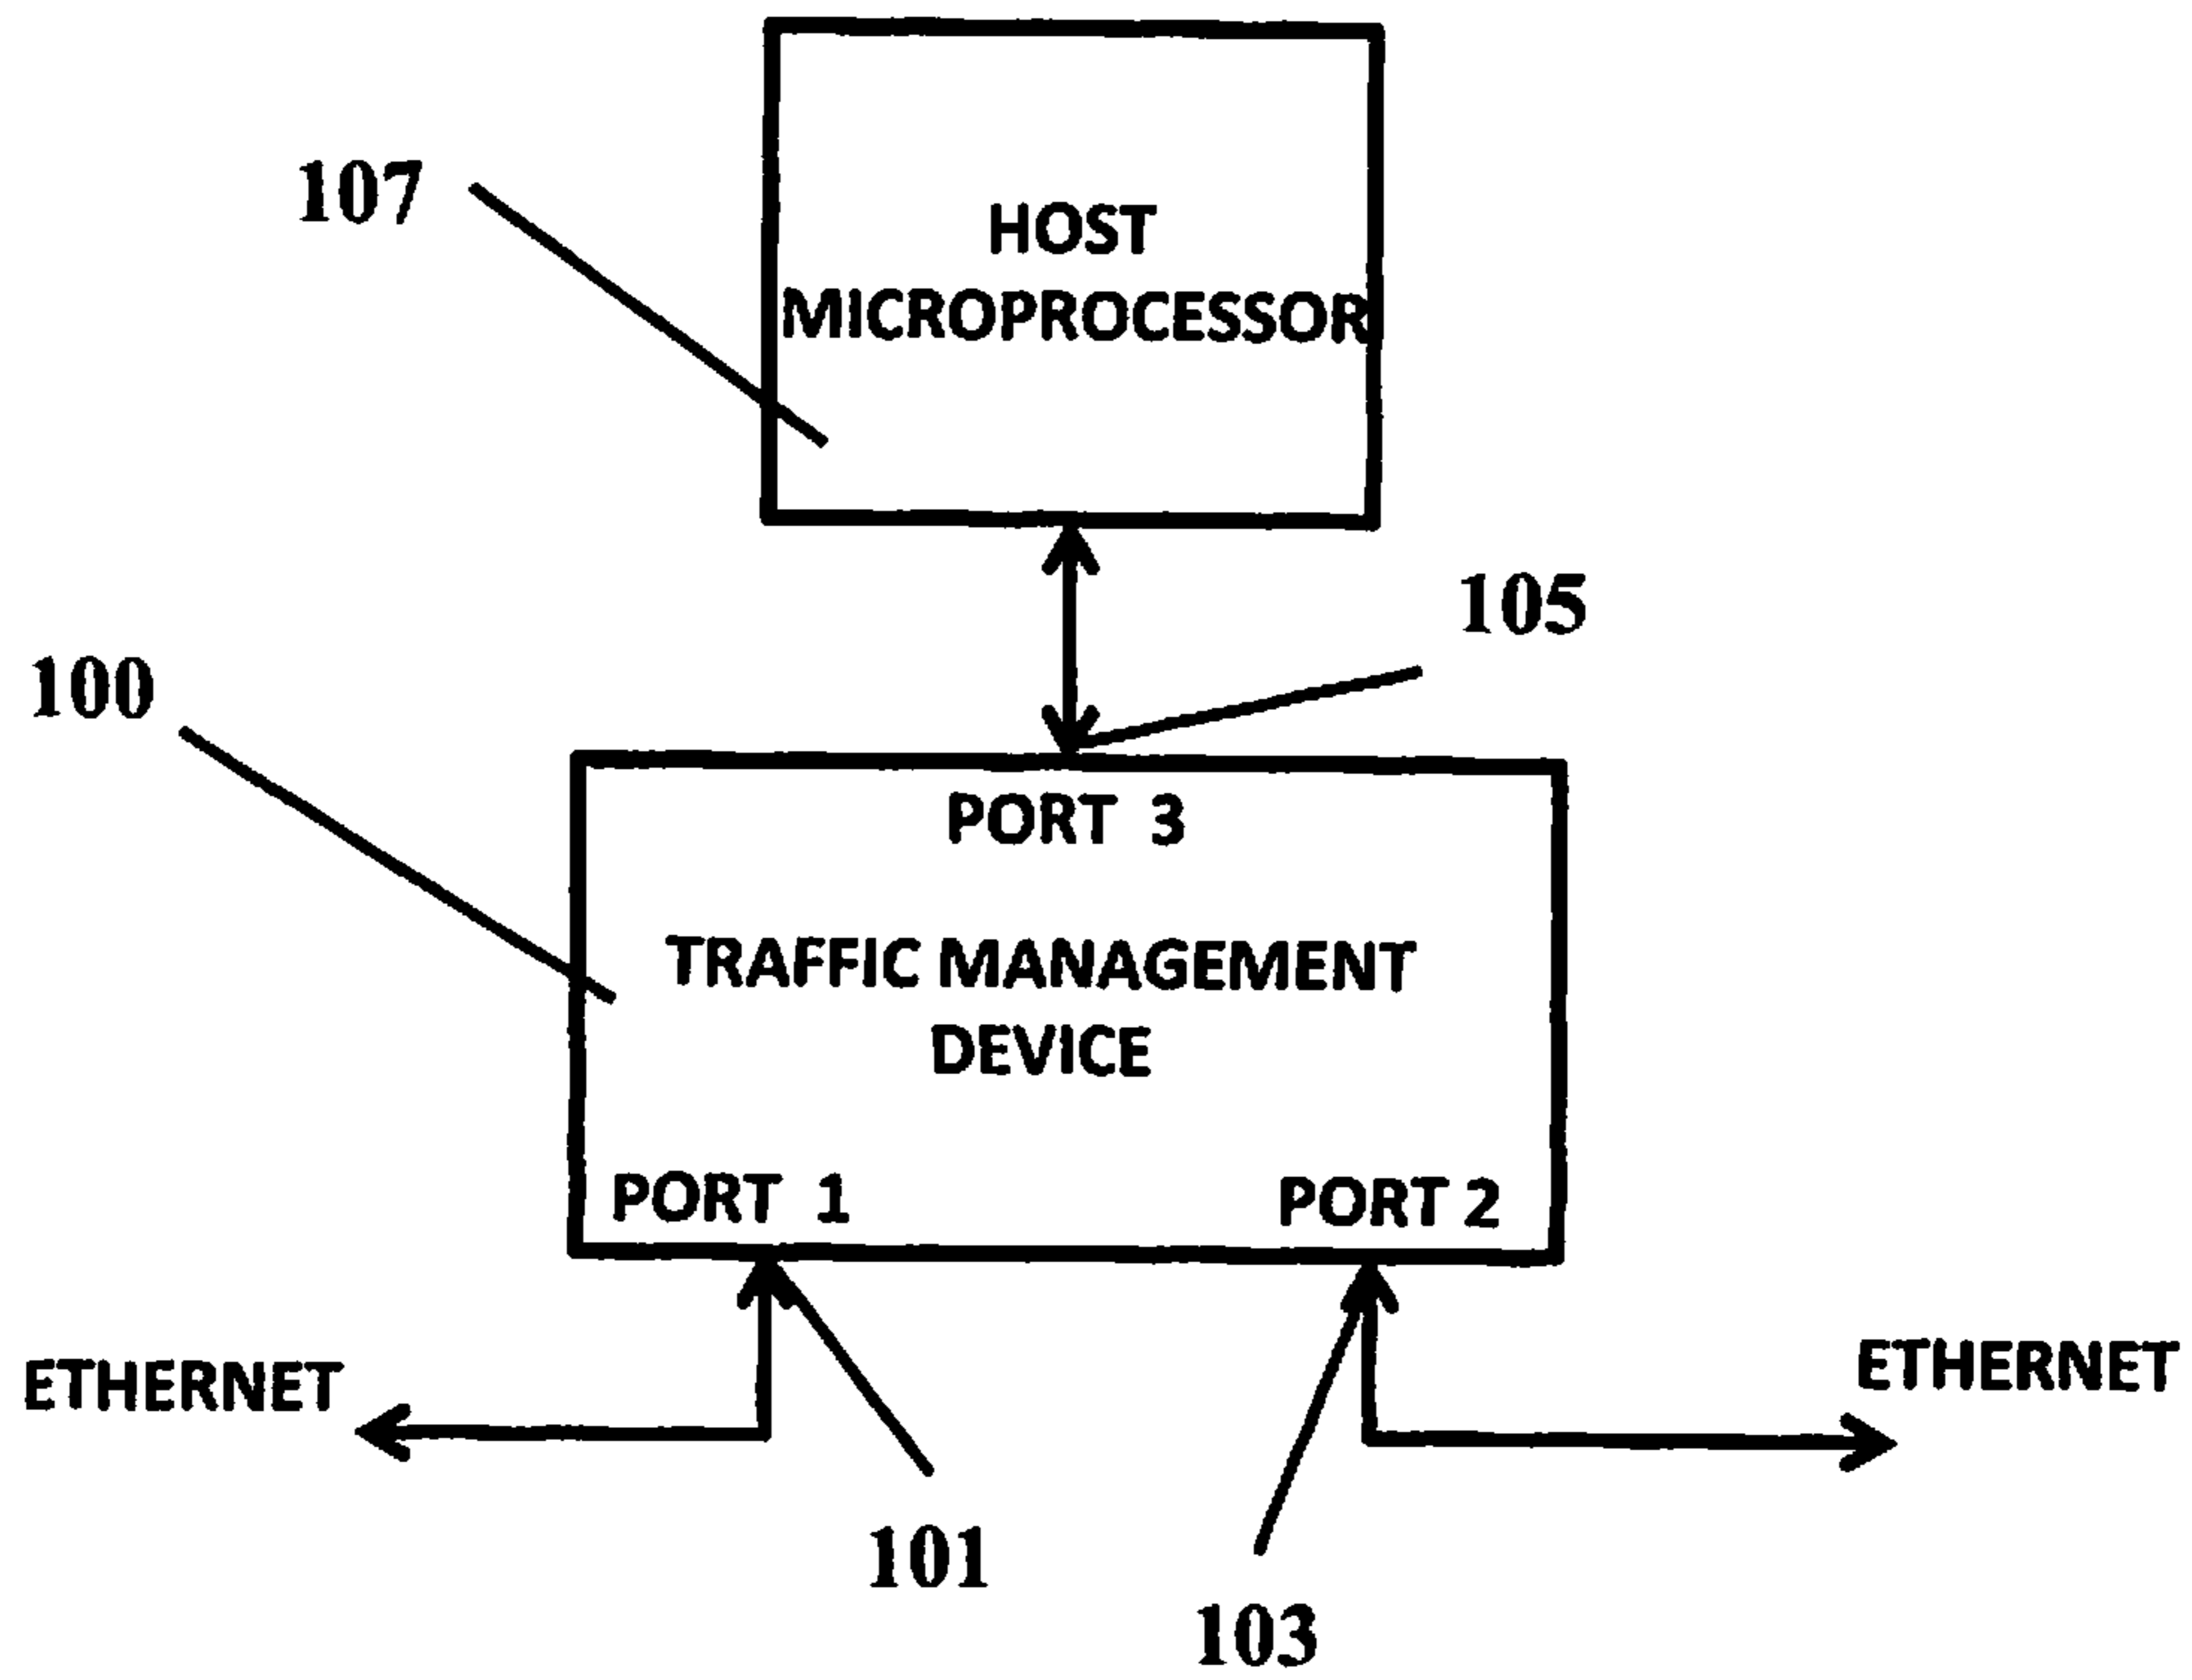 107
HOST
MICROPROCESSOR
105
100
PORT 3
TRAFFIC MANAGEMENT
DEVICE
PORT 1
PORT 2
ETHERNET
ETHERNET
101
103